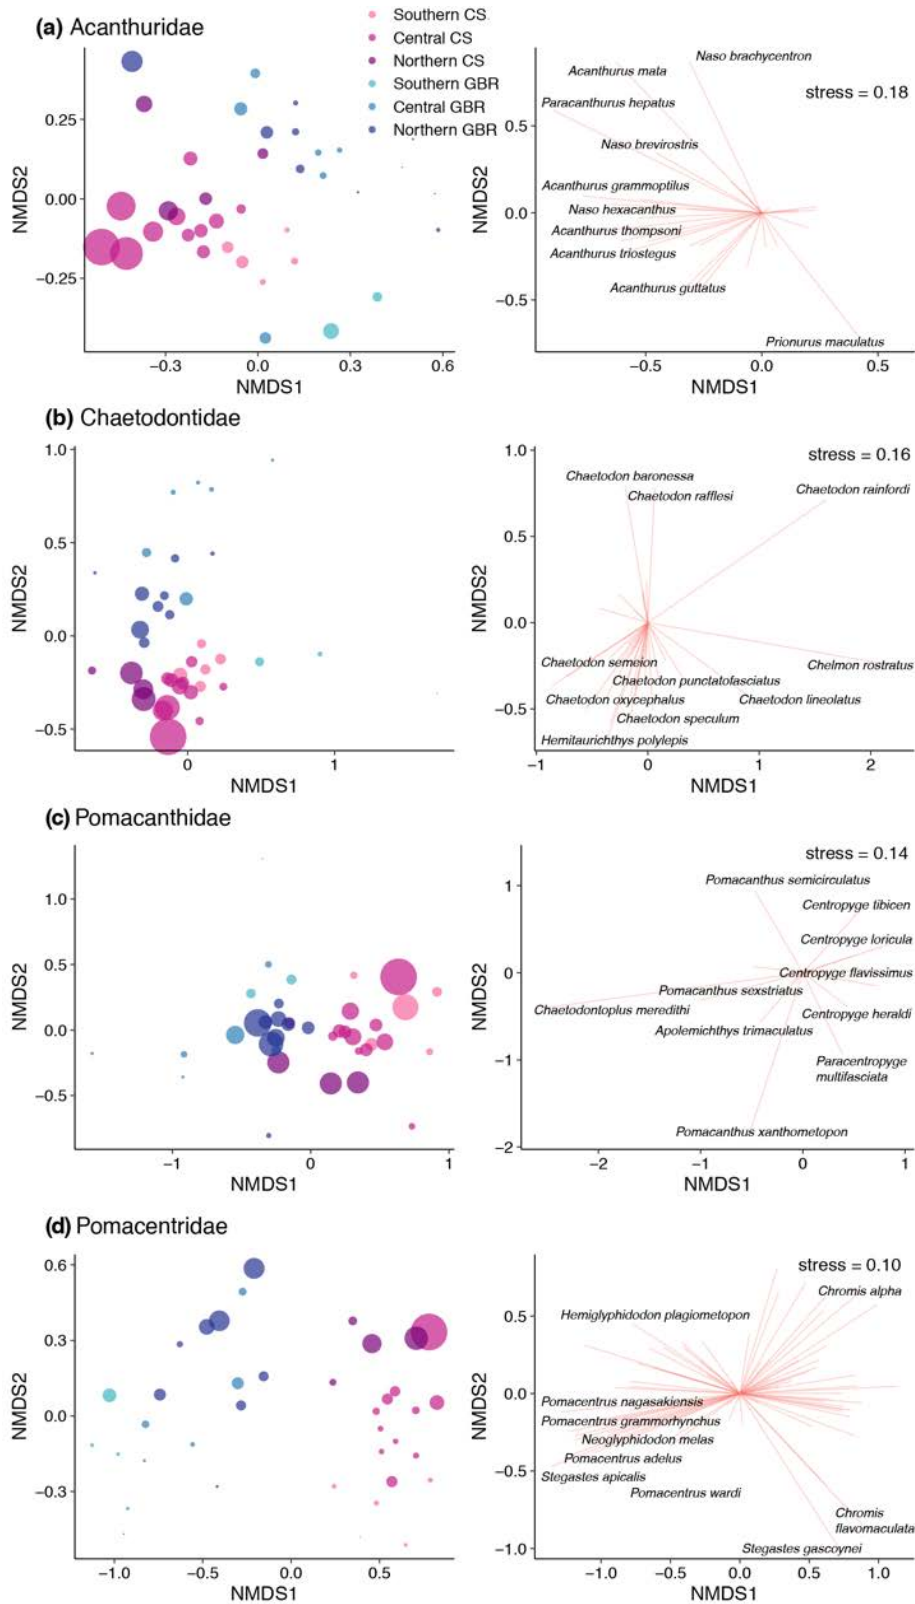 (a) Acanthuridae
Southern CS
Central CS
Northern CS
Southern GBR
Central GBR
Northern GBR
0.25
0.00
−0.25
NMDS2
−0.3
0.0
0.3
0.6
NMDS1
Naso brachycentron
Acanthurus mata
stress = 0.18
Paracanthurus hepatus
Naso brevirostris
Acanthurus grammoptilus
Naso hexacanthus
Acanthurus thompsoni
Acanthurus triostegus
Acanthurus guttatus
Prionurus maculatus
0.5
0.0
−0.5
NMDS2
−0.5
0.0
0.5
NMDS1
(b) Chaetodontidae
1.0
0.5
0.0
−0.5
NMDS2
0
1
NMDS1
stress = 0.16
Chaetodon baronessa
Chaetodon rafflesi
Chaetodon rainfordi
Chaetodon semeion
Chelmon rostratus
Chaetodon punctatofasciatus
Chaetodon oxycephalus
Chaetodon lineolatus
Chaetodon speculum
Hemitaurichthys polylepis
1.0
0.5
0.0
−0.5
NMDS2
−1
0
1
2
NMDS1
(c) Pomacanthidae
1.0
0.5
0.0
−0.5
NMDS2
−1
0
1
NMDS1
stress = 0.14
Pomacanthus semicirculatus
Centropyge tibicen
Centropyge loricula
Centropyge flavissimus
Pomacanthus sexstriatus
Chaetodontoplus meredithi
Centropyge heraldi
Apolemichthys trimaculatus
Paracentropyge
multifasciata
Pomacanthus xanthometopon
1
0
−1
−2
NMDS2
−2
−1
0
1
NMDS1
(d) Pomacentridae
0.6
0.3
0.0
−0.3
NMDS2
−1.0
−0.5
0.0
0.5
NMDS1
stress = 0.10
Chromis alpha
Hemiglyphidodon plagiometopon
Pomacentrus nagasakiensis
Pomacentrus grammorhynchus
Neoglyphidodon melas
Pomacentrus adelus
Stegastes apicalis
Pomacentrus wardi
Chromis
flavomaculata
Stegastes gascoynei
0.5
0.0
−0.5
−1.0
NMDS2
−1.0
−0.5
0.0
0.5
1.0
NMDS1